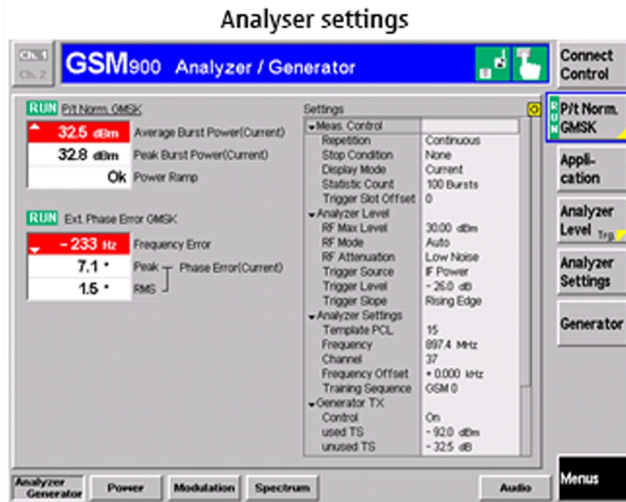 Analyser settings
Ch. 1
Ch. 2
GSM900 Analyzer / Generator
Connect
Control
RUN P/t Norm. GMSK
32.5 dBm Average Burst Power(Current)
32.8 dBm Peak Burst Power(Current)
Ok Power Ramp
RUN Ext. Phase Error GMSK
- 233 Hz Frequency Error
7.1 ° Peak Phase Error(Current)
1.5 ° RMS
Settings
Meas. Control
Repetition Continuous
Stop Condition None
Display Mode Current
Statistic Count 100 Bursts
Trigger Slot Offset 0
Analyzer Level
RF Max Level 30.00 dBm
RF Mode Auto
RF Attenuation Low Noise
Trigger Source IF Power
Trigger Level - 26.0 dB
Trigger Slope Rising Edge
Analyzer Settings
Template PCL 15
Frequency 897.4 MHz
Channel 37
Frequency Offset + 0.000 kHz
Training Sequence GSM 0
Generator TX
Control On
used TS - 92.0 dBm
unused TS - 32.5 dB
RUN
P/t Norm.
GMSK
Appli-
cation
Analyzer
Level Trg.
Analyzer
Settings
Generator
Menus
Analyzer
Generator
Power
Modulation
Spectrum
Audio